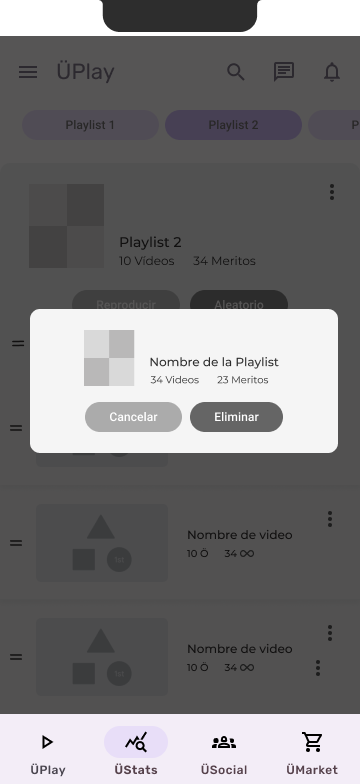 ÜPlay
Playlist 1
Playlist 2
P
Playlist 2
10 Vídeos 34 Meritos
Reproducir
Aleatorio
Nombre de la Playlist
34 Videos 23 Meritos
Cancelar
Eliminar
Nombre de video
10 Ö 34 ꝏ
Nombre de video
10 Ö 34 ꝏ
ÜPlay
ÜStats
ÜSocial
ÜMarket